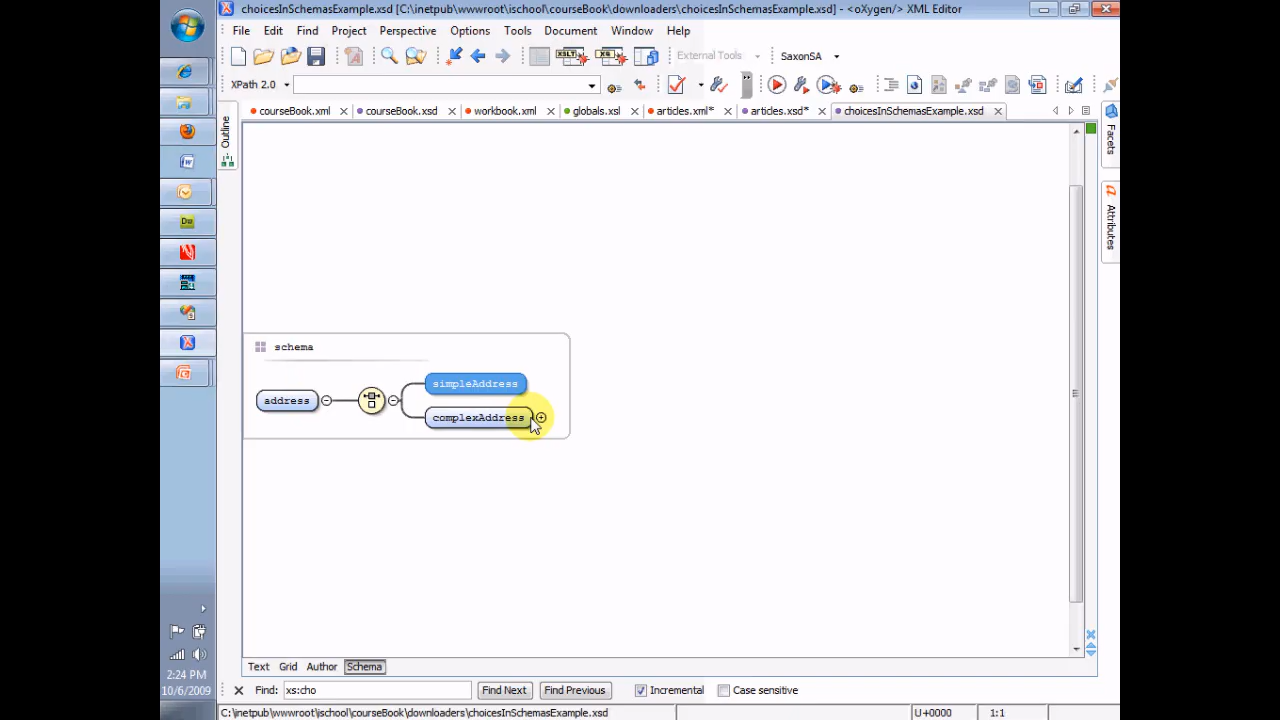 choicesInSchemasExample.xsd [C:\inetpub\wwwroot\ischool\courseBook\downloaders\choicesInSchemasExample.xsd] - <oXygen/> XML Editor
File Edit Find Project Perspective Options Tools Document Window Help
External Tools SaxonSA
XPath 2.0
courseBook.xml courseBook.xsd workbook.xml globals.xsl articles.xml* articles.xsd* choicesInSchemasExample.xsd
Outline
Facets
Attributes
schema
simpleAddress
address
complexAddress
Text Grid Author Schema
2:24 PM
10/6/2009
Find: xs:cho Find Next Find Previous Incremental Case sensitive
C:\inetpub\wwwroot\ischool\courseBook\downloaders\choicesInSchemasExample.xsd U+0000 1:1